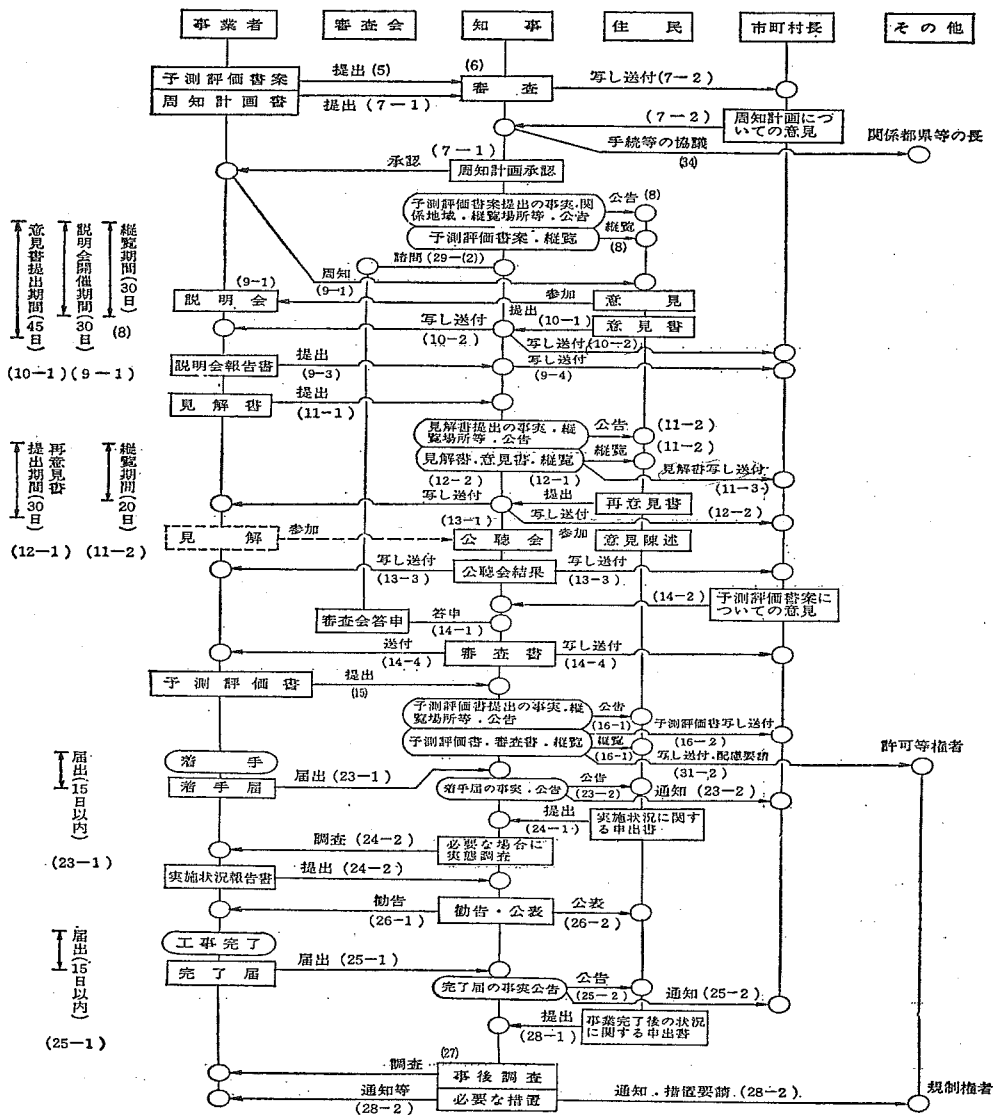 事業者
審査会
知事
住民
市町村長
その他
予測評価書案
提出 (5)
(6)
審査
写し送付(7−2)
周知計画書
提出 (7−1)
(7−2)
周知計画につ
いての意見
手続等の協議
(34)
関係都県等の長
承認
(7−1)
周知計画承認
予測評価書案提出の事実・関
係地域・縦覧場所等・公告
公告
(8)
予測評価書案・縦覧
縦覧
(8)
諮問 (29−(2))
周知
(9−1)
(9−1)
説明会
参加
意見
提出
(10−1)
意見書
写し送付
(10−2)
写し送付(10−2)
説明会報告書
提出
(9−3)
写し送付
(9−4)
見解書
提出
(11−1)
意見書提出期間(45日)
(10−1)
説明会開催期間(30日)
(9−1)
縦覧期間(30日)
(8)
見解書提出の事実・縦
覧場所等・公告
公告
(11−2)
見解書・意見書・縦覧
縦覧
(11−2)
見解書写し送付
(11−3)
(12−2)
(12−1)
写し送付
提出
再意見書
写し送付
(12−2)
再意見書
提出期間(30日)
(12−1)
縦覧期間(20日)
(11−2)
(13−1)
見解
参加
公聴会
参加
意見陳述
写し送付
(13−3)
公聴会結果
写し送付
(13−3)
(14−2)
予測評価書案に
ついての意見
審査会答申
答申
(14−1)
送付
(14−4)
審査書
写し送付
(14−4)
予測評価書
提出
(15)
予測評価書提出の事実・縦
覧場所等・公告
公告
(16−1)
予測評価書写し送付
(16−2)
予測評価書・審査書・縦覧
縦覧
(16−1)
写し送付・配慮要請
(31−2)
許可等権者
着手
着手届
届出 (23−1)
届出(15日以内)
(23−1)
着手届の事実・公告
公告
(23−2)
通知 (23−2)
提出
(24−1)
実施状況に関す
る申出書
調査 (24−2)
必要な場合に
実態調査
実施状況報告書
提出 (24−2)
勧告
(26−1)
勧告・公表
公表
(26−2)
工事完了
完了届
届出 (25−1)
届出(15日以内)
(25−1)
完了届の事実公告
公告
(25−2)
通知 (25−2)
提出
(28−1)
事業完了後の状況
に関する申出書
(27)
調査
事後調査
通知等
(28−2)
必要な措置
通知・措置要請 (28−2)
規制権者